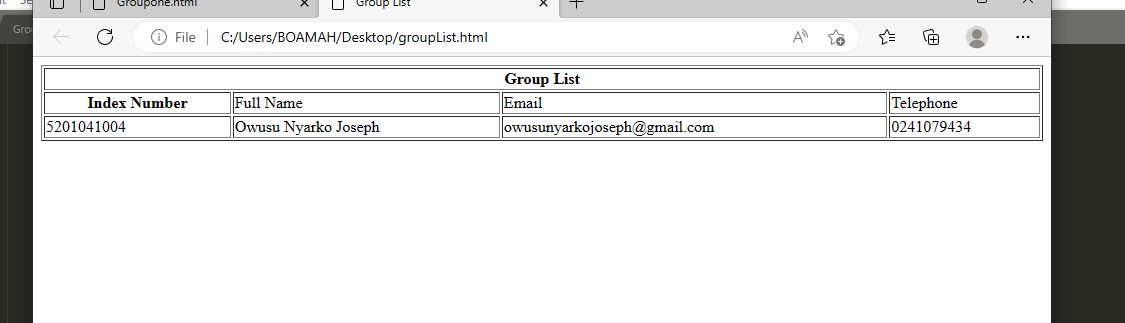 Groupone.html Group List
File C:/Users/BOAMAH/Desktop/groupList.html
Group List
Index Number Full Name Email Telephone
5201041004 Owusu Nyarko Joseph owusunyarkojoseph@gmail.com 0241079434